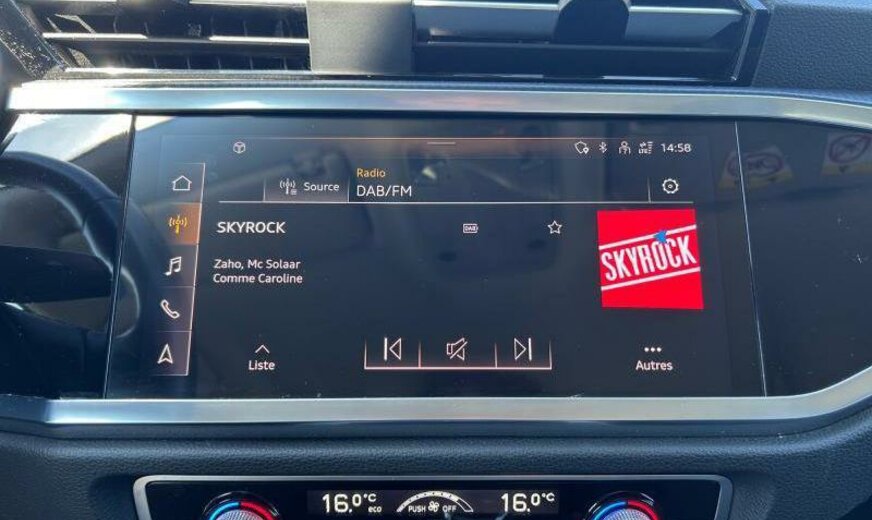 14:58
Source
Radio
DAB/FM
SKYROCK
DAB
Zaho, Mc Solaar
Comme Caroline
SKYROCK
Liste
Autres
16.0°C eco
PUSH OFF
16.0°C